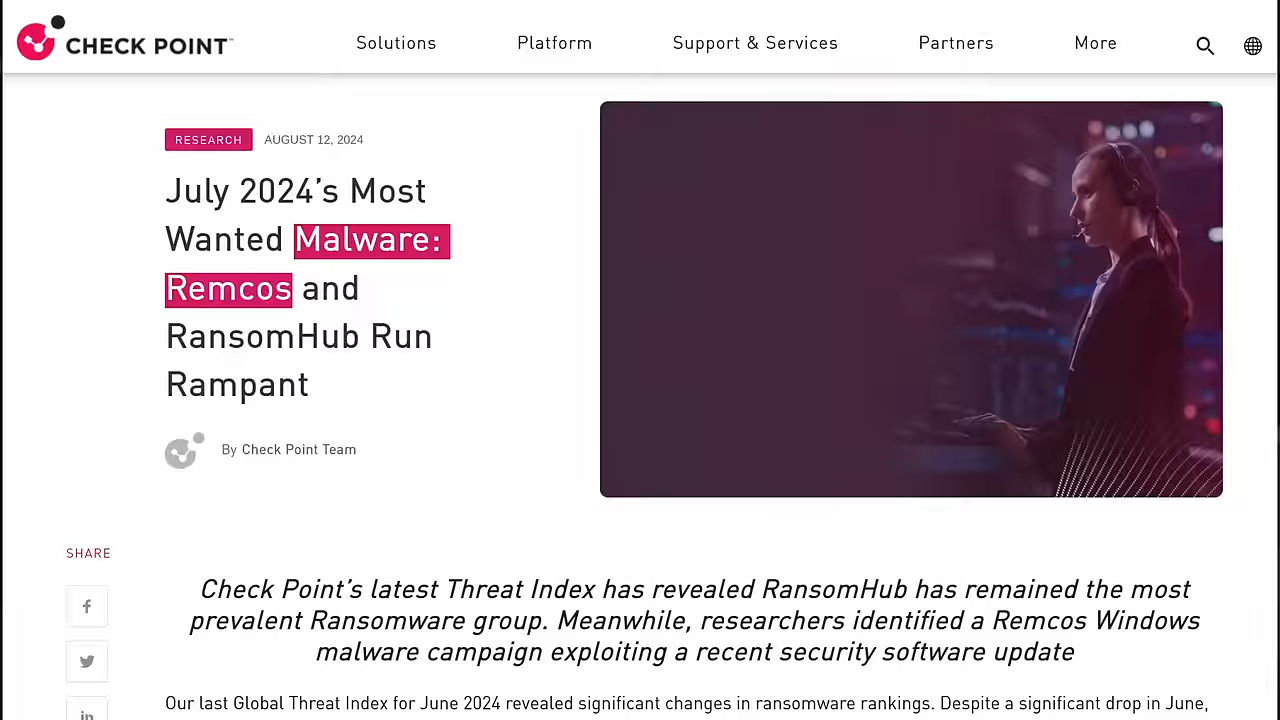 CHECK POINT™
Solutions
Platform
Support & Services
Partners
More
RESEARCH
AUGUST 12, 2024
July 2024’s Most
Wanted Malware:
Remcos and
RansomHub Run
Rampant
By Check Point Team
SHARE
Check Point’s latest Threat Index has revealed RansomHub has remained the most
prevalent Ransomware group. Meanwhile, researchers identified a Remcos Windows
malware campaign exploiting a recent security software update
Our last Global Threat Index for June 2024 revealed significant changes in ransomware rankings. Despite a significant drop in June,